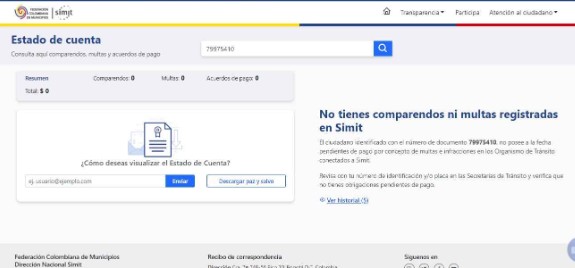 FEDERACIÓN
COLOMBIANA
DE MUNICIPIOS
simit
Transparencia
Participa
Atención al ciudadano
Estado de cuenta
Consulta aquí comparendos, multas y acuerdos de pago
79975410
Resumen
Comparendos: 0
Multas: 0
Acuerdos de pago: 0
Total: $ 0
¿Cómo deseas visualizar el Estado de Cuenta?
ej. usuario@ejemplo.com
Enviar
Descargar paz y salvo
No tienes comparendos ni multas registradas
en Simit
El ciudadano identificado con el número de documento 79975410, no posee a la fecha
pendientes de pago por concepto de multas e infracciones en los Organismo de Tránsito
conectados a Simit.
Revisa con tu número de identificación y/o placa en las Secretarías de Tránsito y verifica que
no tienes obligaciones pendientes de pago.
Ver historial (5)
Federación Colombiana de Municipios
Dirección Nacional Simit
Recibo de correspondencia
Síguenos en